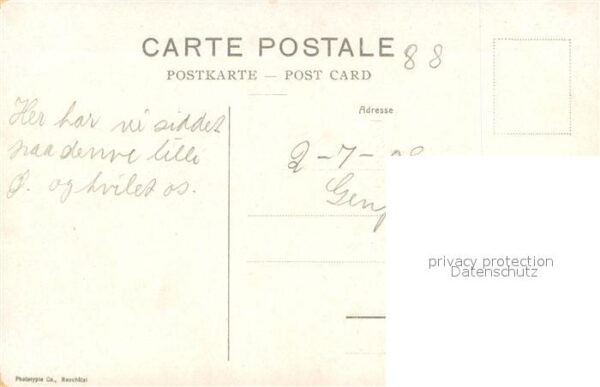 CARTE POSTALE 88
POSTKARTE — POST CARD
Adresse
Her har vi siddet
paa denne lille
Ø. og hvilet os.
2-7-
privacy protection
Datenschutz
Phototypie Co., Neuchâtel